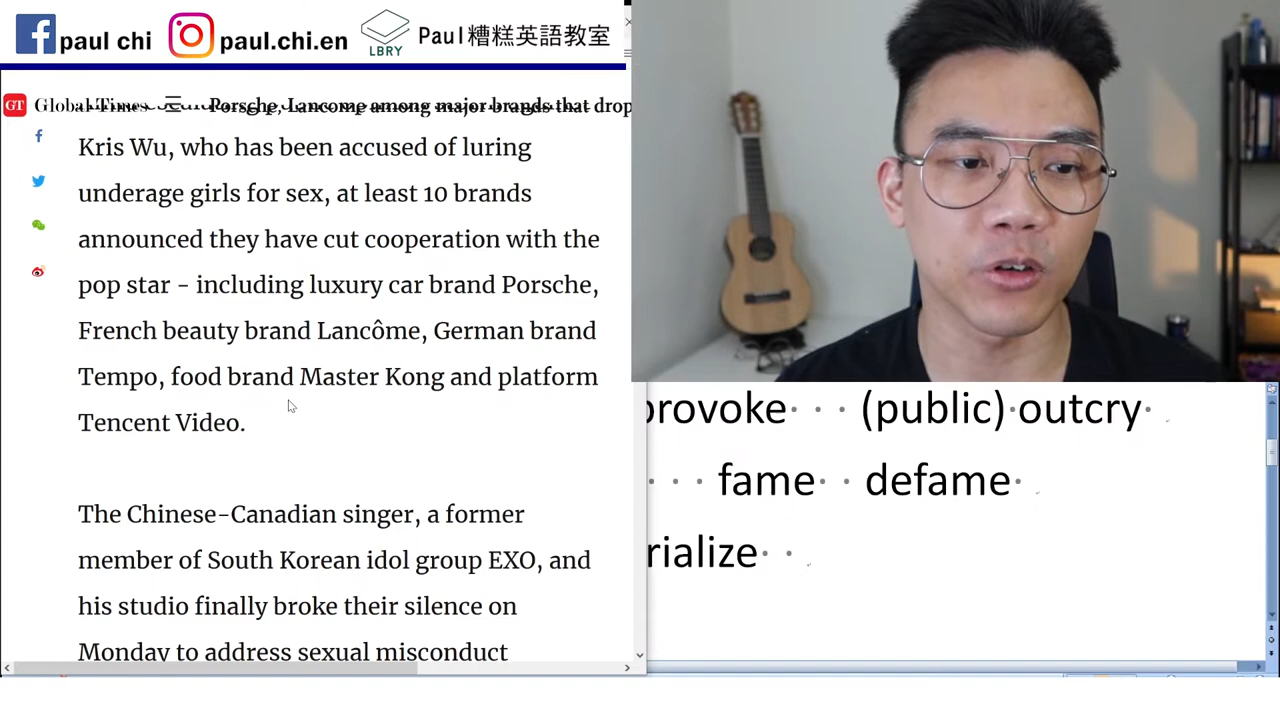 paul chi
paul.chi.en
LBRY
Paul糟糕英語教室
GT Global Times
Porsche, Lancome among major brands that drop
Kris Wu, who has been accused of luring
underage girls for sex, at least 10 brands
announced they have cut cooperation with the
pop star - including luxury car brand Porsche,
French beauty brand Lancôme, German brand
Tempo, food brand Master Kong and platform
Tencent Video.
The Chinese-Canadian singer, a former
member of South Korean idol group EXO, and
his studio finally broke their silence on
Monday to address sexual misconduct
provoke (public) outcry
fame defame
rialize